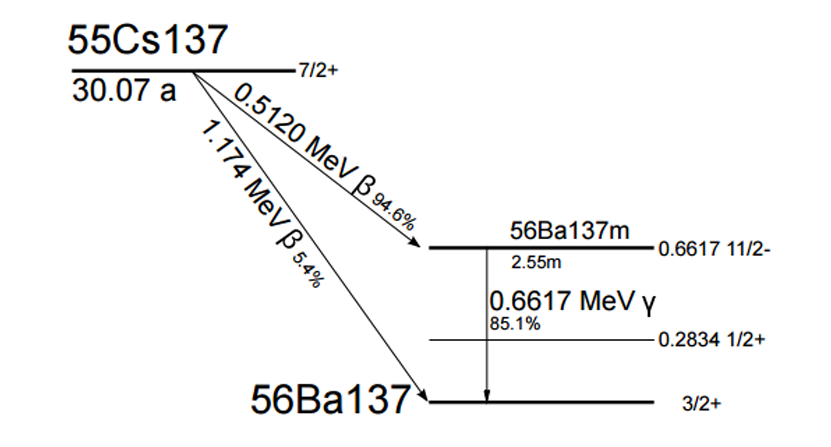 55Cs137
7/2+
30.07 a
0.5120 MeV β 94.6%
1.174 MeV β 5.4%
56Ba137m
0.6617 11/2-
2.55m
0.6617 MeV γ
85.1%
0.2834 1/2+
56Ba137
3/2+